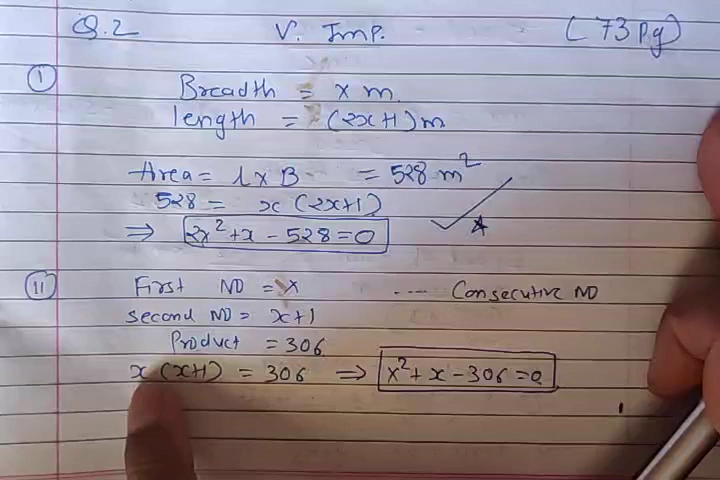 Q.2 V. Imp. (73 pg)
(i) Breadth = x m.
length = (2x+1)m
Area = l x B = 528 m²
528 = x(2x+1)
⇒ 2x²+x-528=0
(ii) First NO = x .... Consecutive NO
second NO = x+1
Product = 306
x(x+1) = 306 ⇒ x²+x-306=0